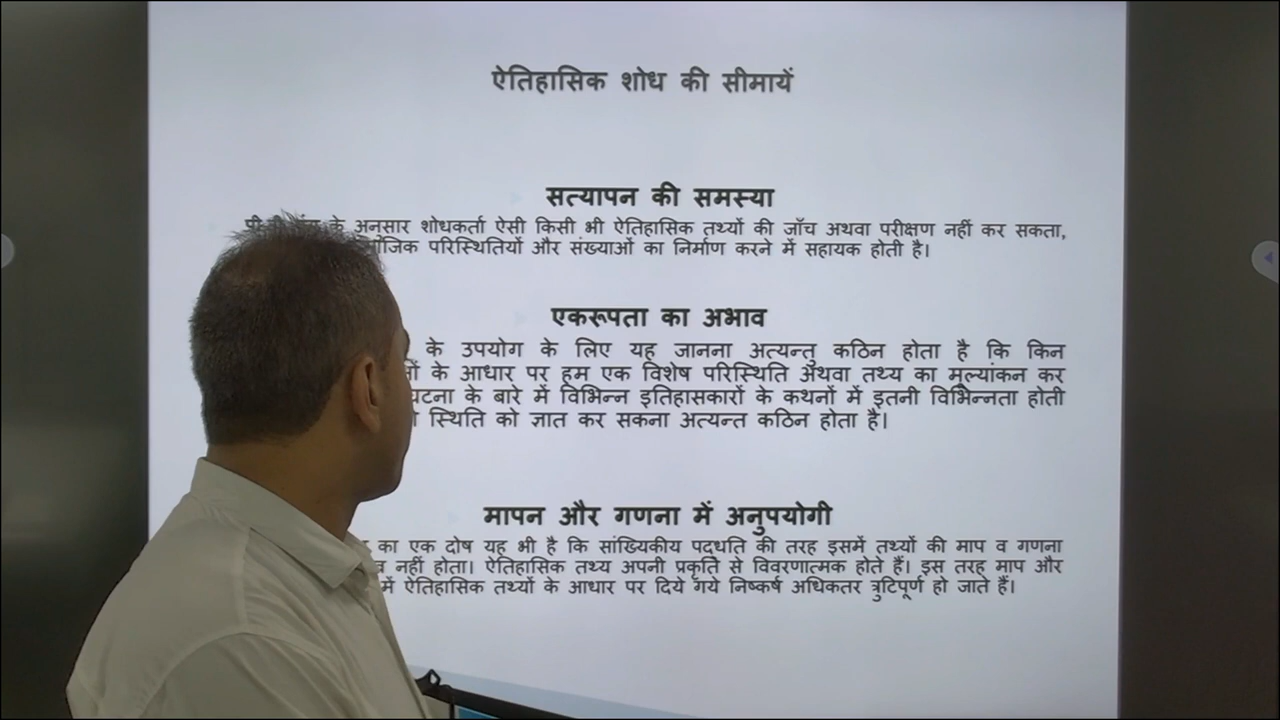 ऐतिहासिक शोध की सीमायें
सत्यापन की समस्या
के अनुसार शोधकर्ता ऐसी किसी भी ऐतिहासिक तथ्यों की जाँच अथवा परीक्षण नहीं कर सकता,
परिस्थितियों और संख्याओं का निर्माण करने में सहायक होती है।
एकरूपता का अभाव
के उपयोग के लिए यह जानना अत्यन्तु कठिन होता है कि किन
के आधार पर हम एक विशेष परिस्थिति अथवा तथ्य का मूल्यांकन कर
के बारे में विभिन्न इतिहासकारों के कथनों में इतनी विभिन्नता होती
स्थिति को ज्ञात कर सकना अत्यन्त कठिन होता है।
मापन और गणना में अनुपयोगी
का एक दोष यह भी है कि सांख्यिकीय पद्धति की तरह इसमें तथ्यों की माप व गणना
नहीं होता। ऐतिहासिक तथ्य अपनी प्रकृति से विवरणात्मक होते हैं। इस तरह माप और
में ऐतिहासिक तथ्यों के आधार पर दिये गये निष्कर्ष अधिकतर त्रुटिपूर्ण हो जाते हैं।